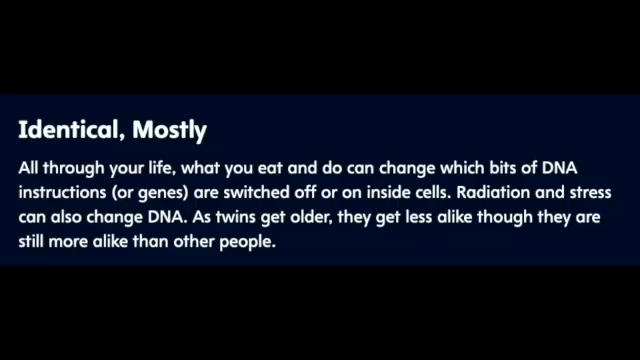 Identical, Mostly
All through your life, what you eat and do can change which bits of DNA
instructions (or genes) are switched off or on inside cells. Radiation and stress
can also change DNA. As twins get older, they get less alike though they are
still more alike than other people.